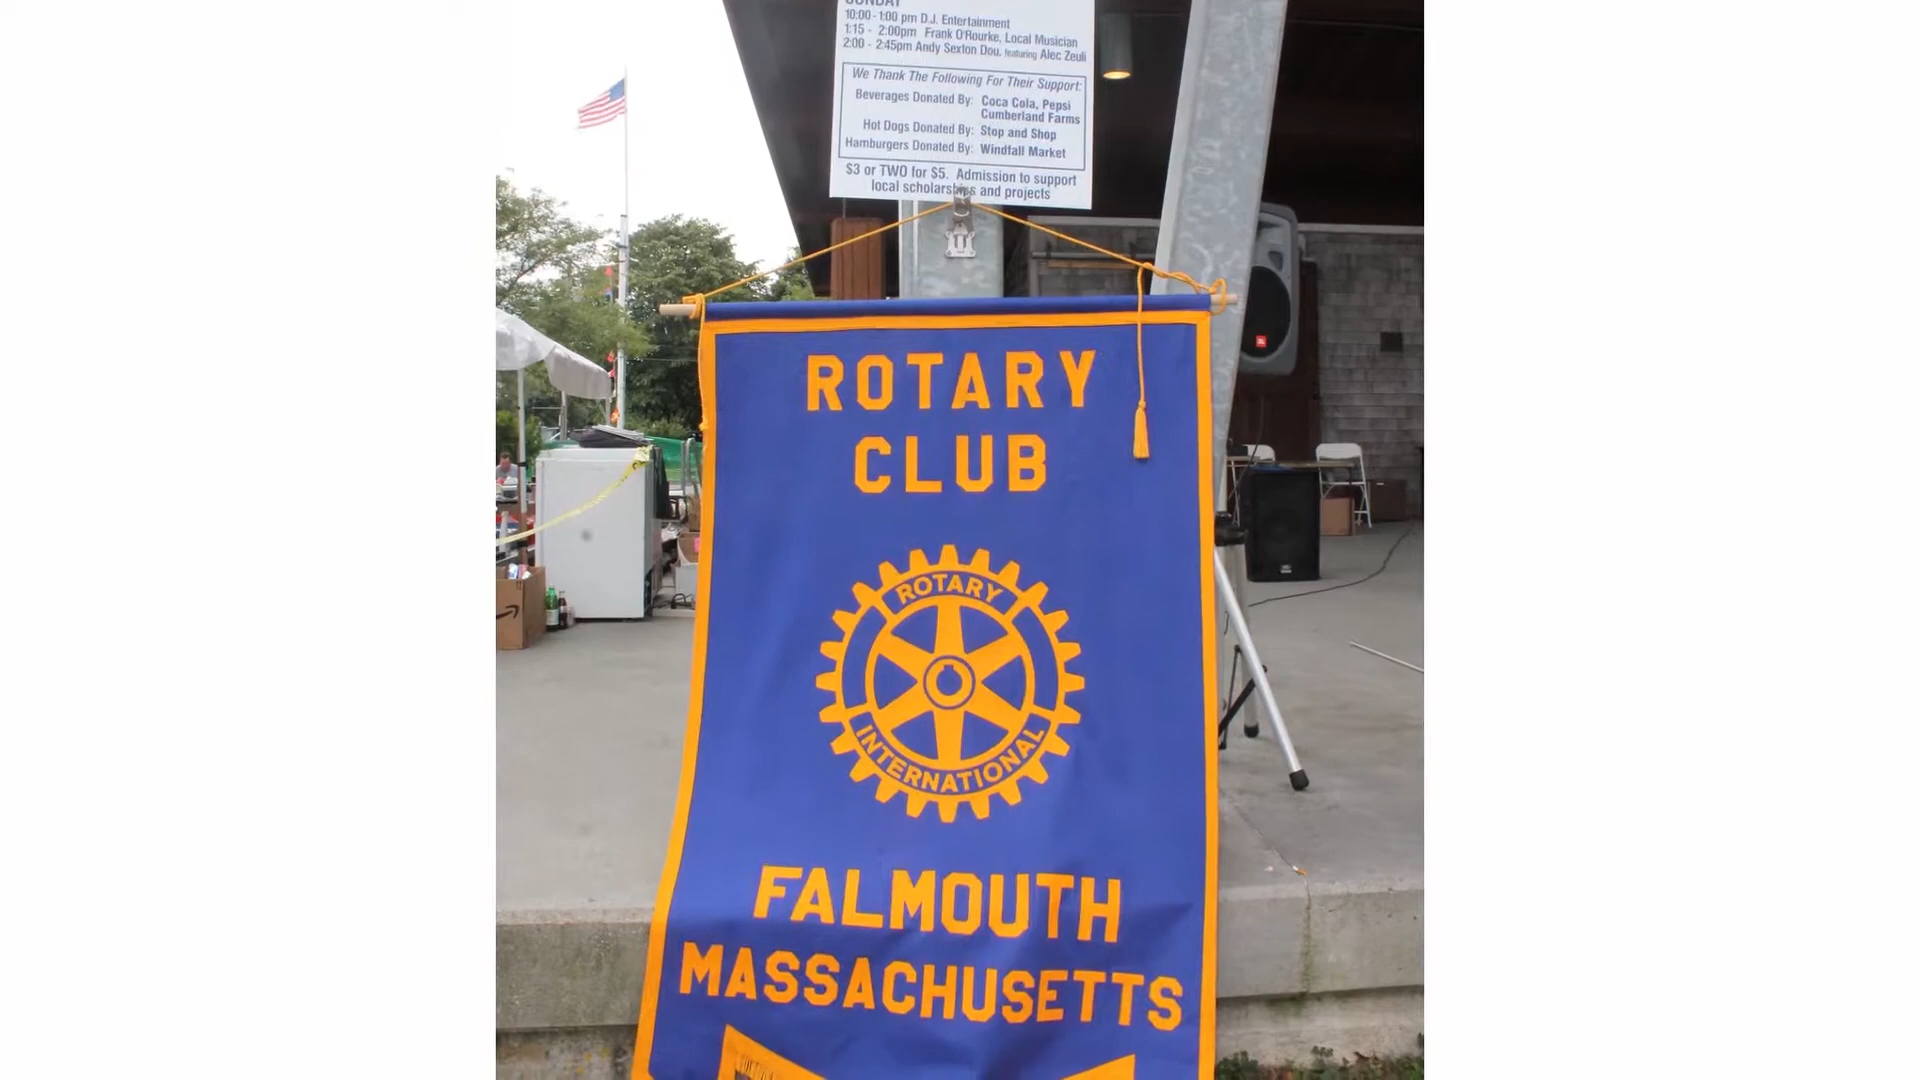 SUNDAY
10:00 - 1:00 pm D.J. Entertainment
1:15 - 2:00pm Frank O'Rourke, Local Musician
2:00 - 2:45pm Andy Sexton Dou, featuring Alec Zeuli
We Thank The Following For Their Support:
Beverages Donated By: Coca Cola, Pepsi
Cumberland Farms
Hot Dogs Donated By: Stop and Shop
Hamburgers Donated By: Windfall Market
$3 or TWO for $5. Admission to support
local scholarships and projects
ROTARY
CLUB
ROTARY
INTERNATIONAL
FALMOUTH
MASSACHUSETTS